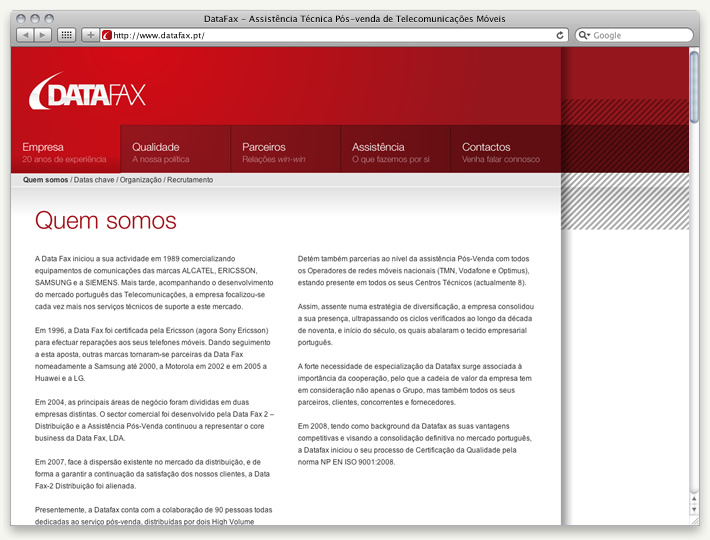 DataFax – Assistência Técnica Pós-venda de Telecomunicações Móveis
http://www.datafax.pt/
Google
DATAFAX
Empresa
20 anos de experiência
Qualidade
A nossa política
Parceiros
Relações win-win
Assistência
O que fazemos por si
Contactos
Venha falar connosco
Quem somos / Datas chave / Organização / Recrutamento
Quem somos
A Data Fax iniciou a sua actividade em 1989 comercializando
equipamentos de comunicações das marcas ALCATEL, ERICSSON,
SAMSUNG e a SIEMENS. Mais tarde, acompanhando o desenvolvimento
do mercado português das Telecomunicações, a empresa focalizou-se
cada vez mais nos serviços técnicos de suporte a este mercado.
Em 1996, a Data Fax foi certificada pela Ericsson (agora Sony Ericsson)
para efectuar reparações aos seus telefones móveis. Dando seguimento
a esta aposta, outras marcas tornaram-se parceiras da Data Fax
nomeadamente a Samsung até 2000, a Motorola em 2002 e em 2005 a
Huawei e a LG.
Em 2004, as principais áreas de negócio foram divididas em duas
empresas distintas. O sector comercial foi desenvolvido pela Data Fax 2 –
Distribuição e a Assistência Pós-Venda continuou a representar o core
business da Data Fax, LDA.
Em 2007, face à dispersão existente no mercado da distribuição, e de
forma a garantir a continuação da satisfação dos nossos clientes, a Data
Fax-2 Distribuição foi alienada.
Presentemente, a Datafax conta com a colaboração de 90 pessoas todas
dedicadas ao serviço pós-venda, distribuídas por dois High Volume
Detém também parcerias ao nível da assistência Pós-Venda com todos
os Operadores de redes móveis nacionais (TMN, Vodafone e Optimus),
estando presente em todos os seus Centros Técnicos (actualmente 8).
Assim, assente numa estratégia de diversificação, a empresa consolidou
a sua presença, ultrapassando os ciclos verificados ao longo da década
de noventa, e início do século, os quais abalaram o tecido empresarial
português.
A forte necessidade de especialização da Datafax surge associada à
importância da cooperação, pelo que a cadeia de valor da empresa tem
em consideração não apenas o Grupo, mas também todos os seus
parceiros, clientes, concorrentes e fornecedores.
Em 2008, tendo como background da Datafax as suas vantagens
competitivas e visando a consolidação definitiva no mercado português,
a Datafax iniciou o seu processo de Certificação da Qualidade pela
norma NP EN ISO 9001:2008.